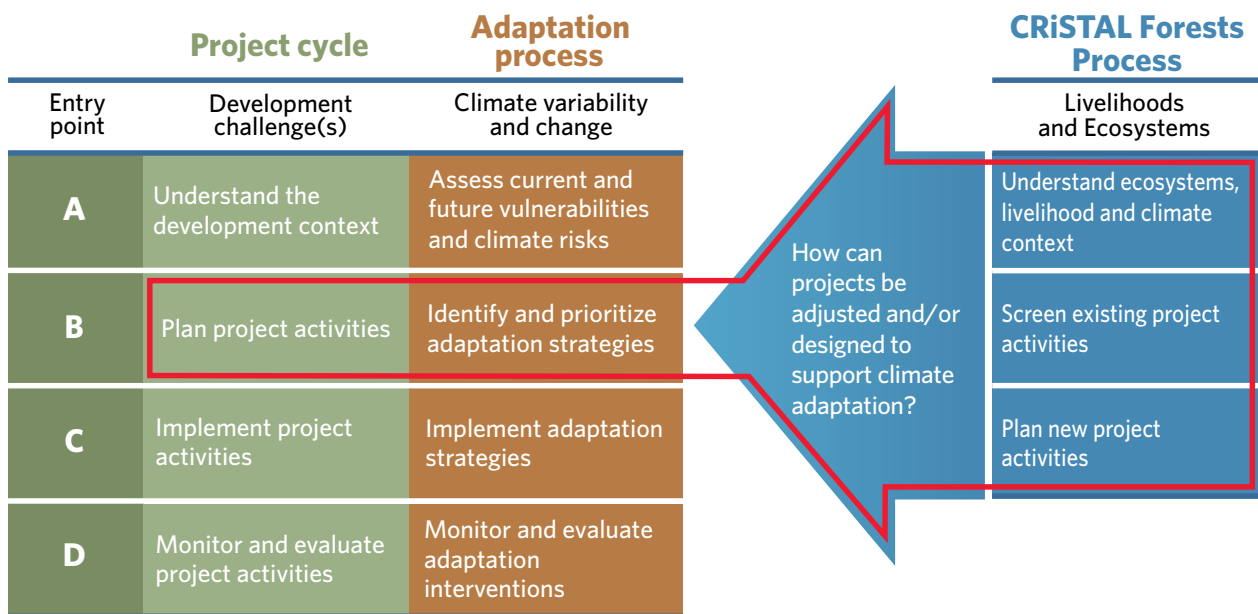 Project cycle
Adaptation
process
CRiSTAL Forests
Process
Entry
point
Development
challenge(s)
Climate variability
and change
Livelihoods
and Ecosystems
A
Understand the
development context
Assess current and
future vulnerabilities
and climate risks
B
Plan project activities
Identify and prioritize
adaptation strategies
C
Implement project
activities
Implement adaptation
strategies
D
Monitor and evaluate
project activities
Monitor and evaluate
adaptation
interventions
How can
projects be
adjusted and/or
designed to
support climate
adaptation?
Understand ecosystems,
livelihood and climate
context
Screen existing project
activities
Plan new project
activities